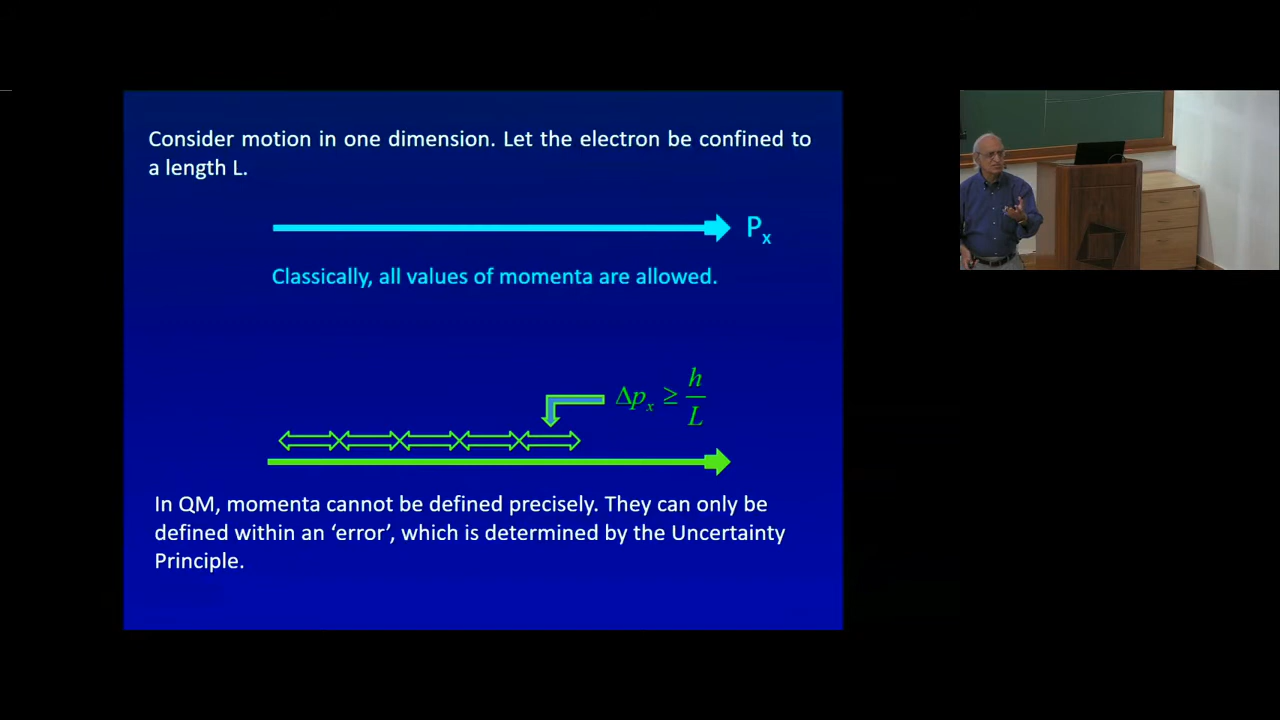 Consider motion in one dimension. Let the electron be confined to
a length L.
Pₓ
Classically, all values of momenta are allowed.
Δpₓ ≥ h/L
In QM, momenta cannot be defined precisely. They can only be
defined within an ‘error’, which is determined by the Uncertainty
Principle.